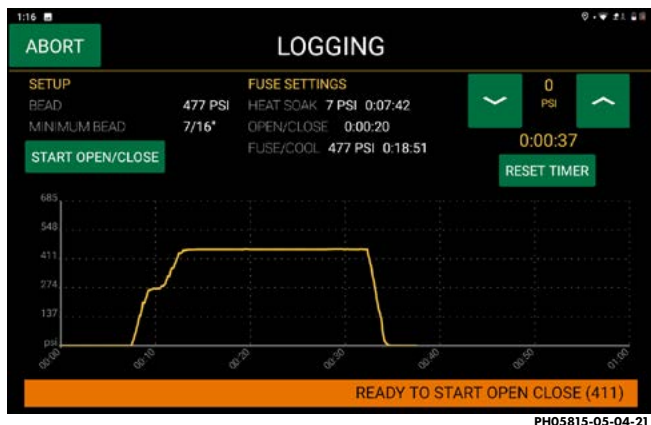 1:16
ABORT
LOGGING
SETUP
BEAD 477 PSI
MINIMUM BEAD 7/16"
START OPEN/CLOSE
FUSE SETTINGS
HEAT SOAK 7 PSI 0:07:42
OPEN/CLOSE 0:00:20
FUSE/COOL 477 PSI 0:18:51
0
PSI
0:00:37
RESET TIMER
685
548
411
274
137
psi
00:00 00:10 00:20 00:30 00:40 00:50 01:00
READY TO START OPEN CLOSE (411)
PH05815-05-04-21